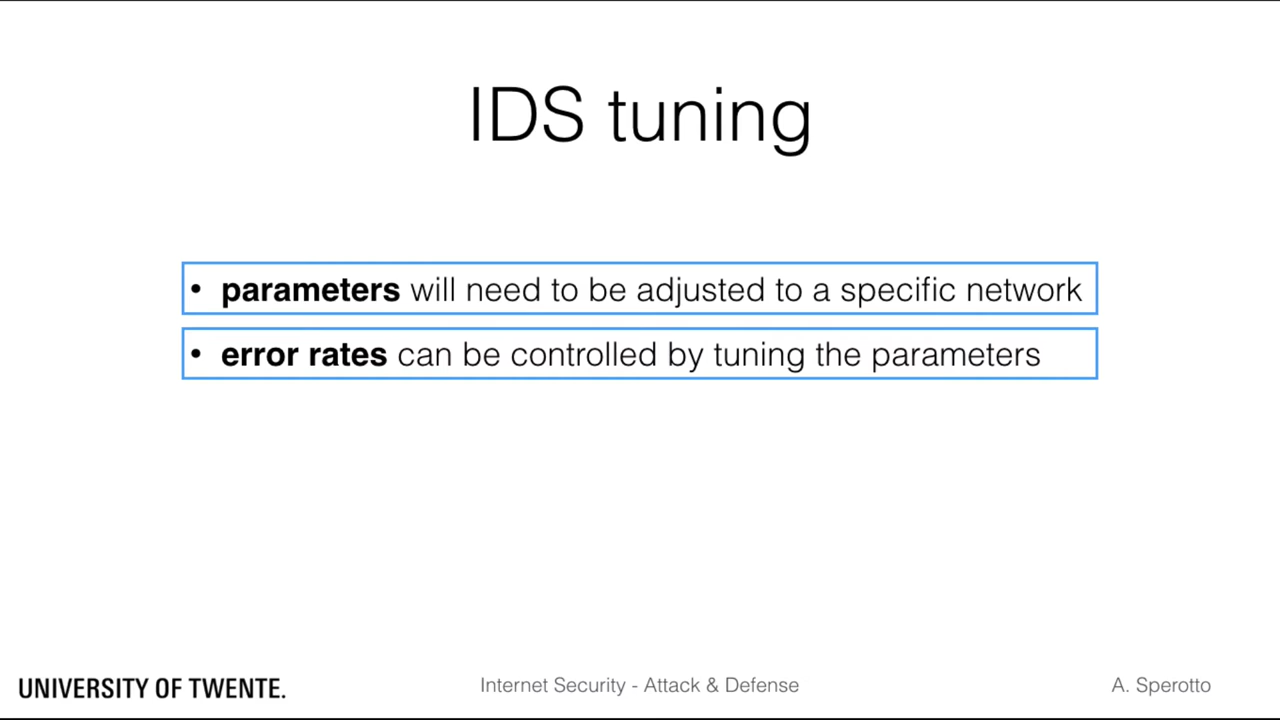 IDS tuning
• parameters will need to be adjusted to a specific network
• error rates can be controlled by tuning the parameters
UNIVERSITY OF TWENTE.
Internet Security - Attack & Defense
A. Sperotto